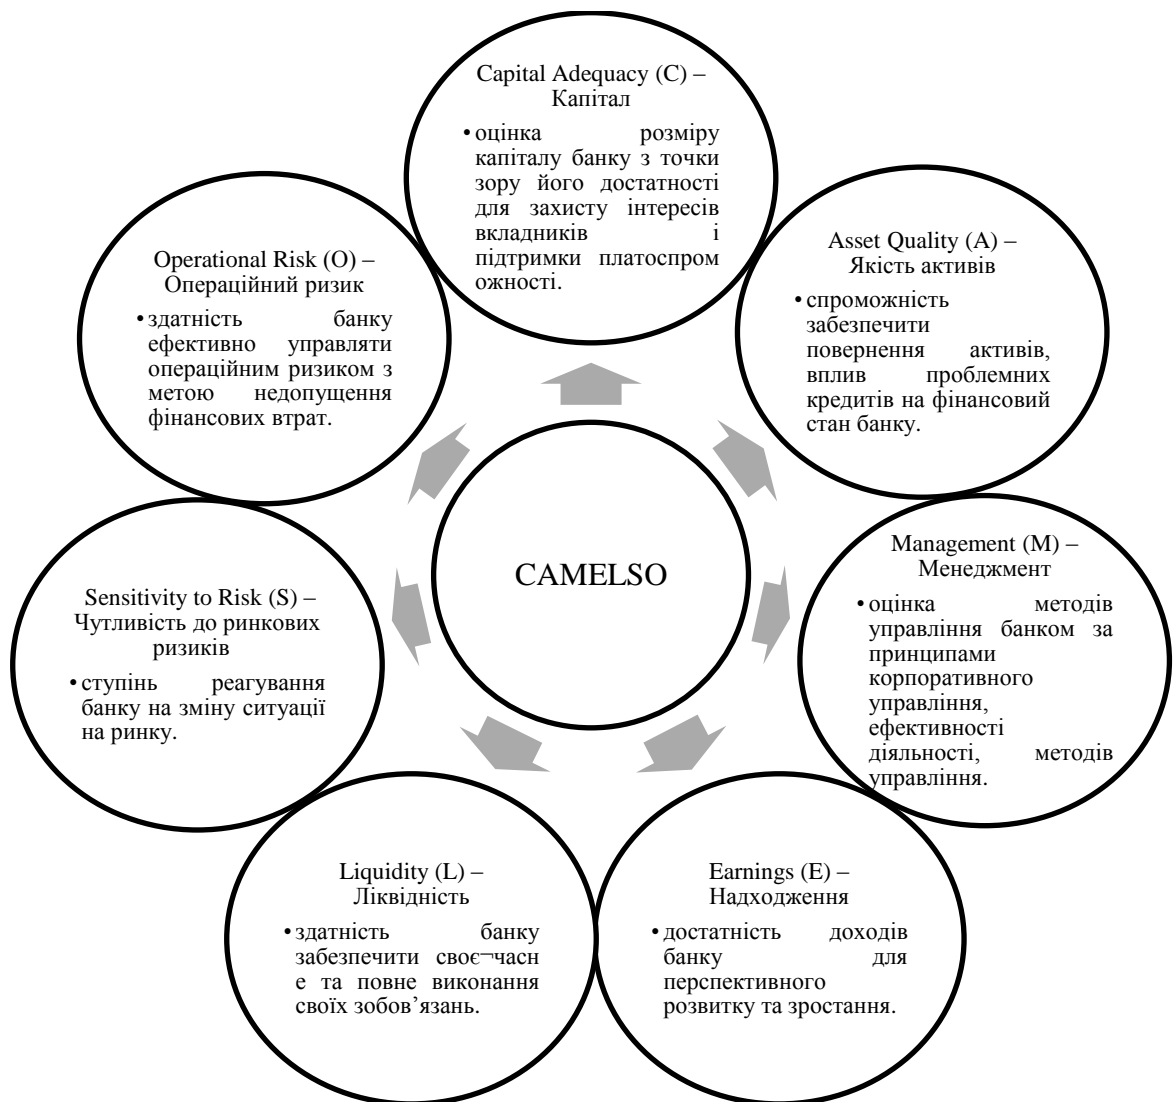 Capital Adequacy (C) –
Капітал
• оцінка розміру
капіталу банку з точки
зору його достатності
для захисту інтересів
вкладників і
підтримки платоспром
ожності.
Asset Quality (A) –
Якість активів
• спроможність
забезпечити
повернення активів,
вплив проблемних
кредитів на фінансовий
стан банку.
Management (M) –
Менеджмент
• оцінка методів
управління банком за
принципами
корпоративного
управління,
ефективності
діяльності, методів
управління.
Earnings (E) –
Надходження
• достатність доходів
банку для
перспективного
розвитку та зростання.
Liquidity (L) –
Ліквідність
• здатність банку
забезпечити своє¬часн
е та повне виконання
своїх зобов’язань.
Sensitivity to Risk (S) –
Чутливість до ринкових
ризиків
• ступінь реагування
банку на зміну ситуації
на ринку.
Operational Risk (O) –
Операційний ризик
• здатність банку
ефективно управляти
операційним ризиком з
метою недопущення
фінансових втрат.
CAMELSO